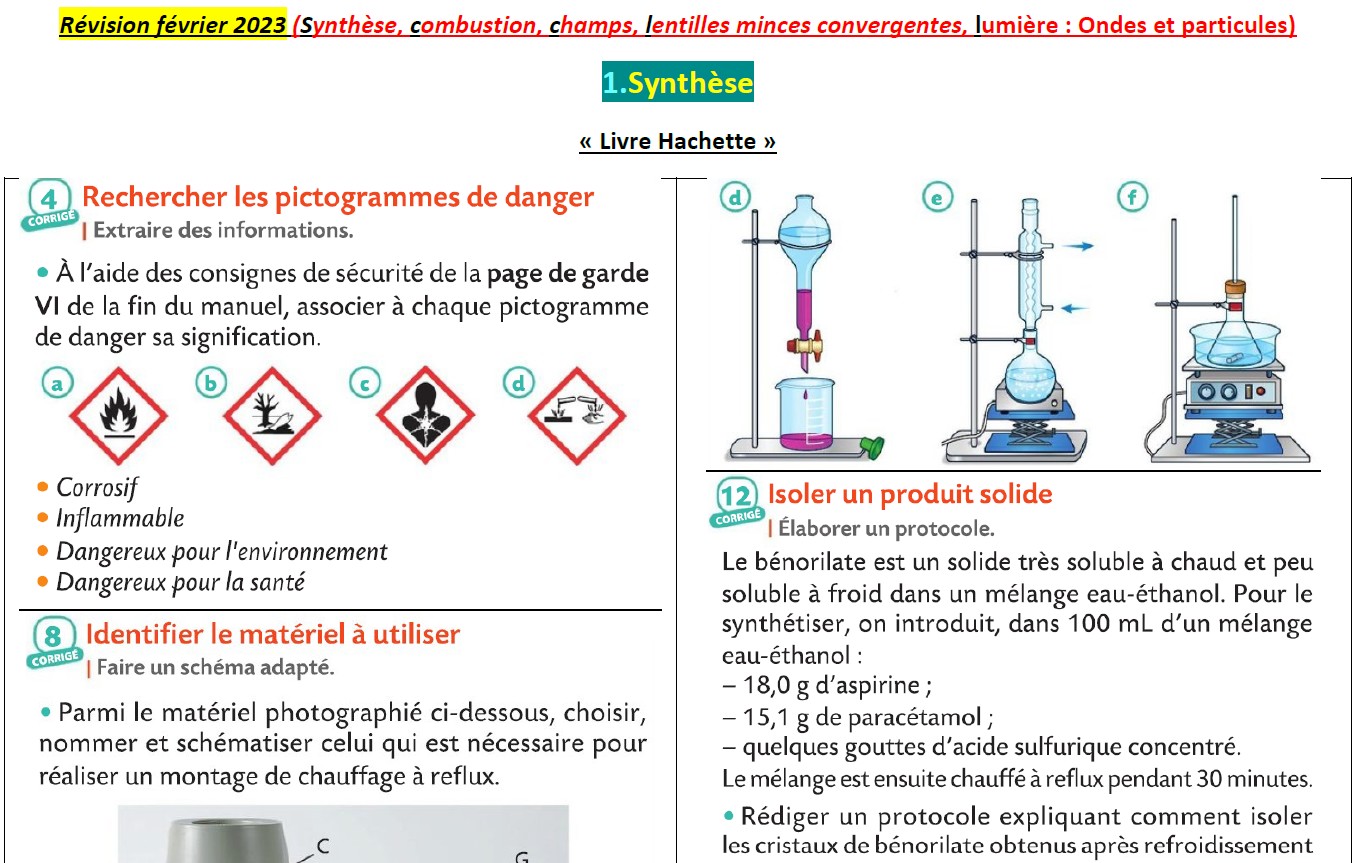 Révision février 2023 (Synthèse, combustion, champs, lentilles minces convergentes, lumière : Ondes et particules)
1.Synthèse
« Livre Hachette »
4 Rechercher les pictogrammes de danger
CORRIGÉ
| Extraire des informations.
• À l'aide des consignes de sécurité de la page de garde
VI de la fin du manuel, associer à chaque pictogramme
de danger sa signification.
a b c d
• Corrosif
• Inflammable
• Dangereux pour l'environnement
• Dangereux pour la santé
8 Identifier le matériel à utiliser
CORRIGÉ
| Faire un schéma adapté.
• Parmi le matériel photographié ci-dessous, choisir,
nommer et schématiser celui qui est nécessaire pour
réaliser un montage de chauffage à reflux.
C
G
d e f
12 Isoler un produit solide
CORRIGÉ
| Élaborer un protocole.
Le bénorilate est un solide très soluble à chaud et peu
soluble à froid dans un mélange eau-éthanol. Pour le
synthétiser, on introduit, dans 100 mL d'un mélange
eau-éthanol :
– 18,0 g d'aspirine ;
– 15,1 g de paracétamol ;
– quelques gouttes d'acide sulfurique concentré.
Le mélange est ensuite chauffé à reflux pendant 30 minutes.
• Rédiger un protocole expliquant comment isoler
les cristaux de bénorilate obtenus après refroidissement